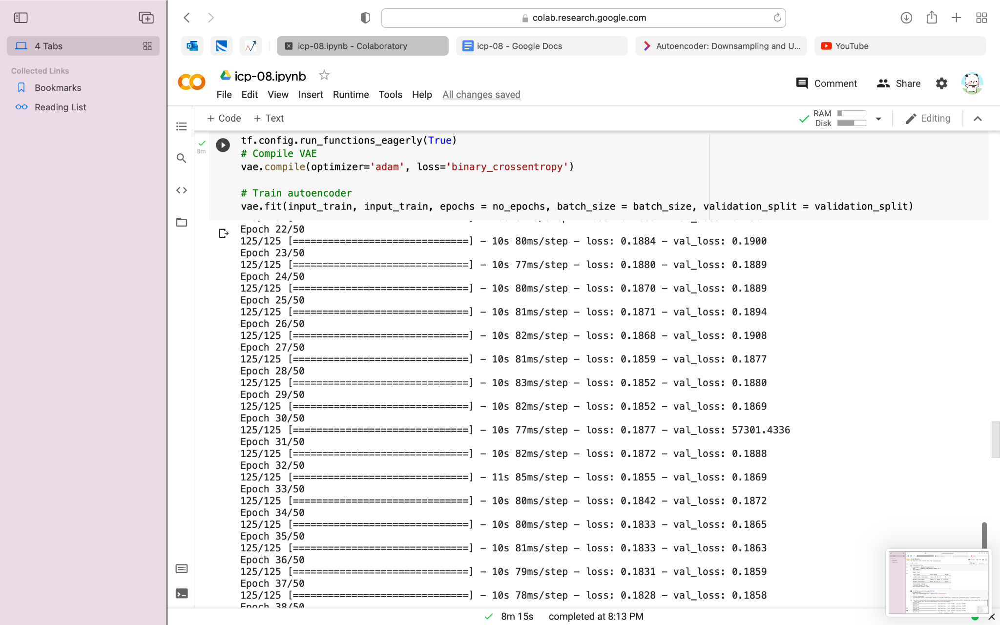 4 Tabs
Collected Links
Bookmarks
Reading List
colab.research.google.com
icp-08.ipynb - Colaboratory
icp-08 - Google Docs
Autoencoder: Downsampling and U...
YouTube
icp-08.ipynb
File Edit View Insert Runtime Tools Help All changes saved
Comment
Share
+ Code + Text
RAM
Disk
Editing
8m
tf.config.run_functions_eagerly(True)
# Compile VAE
vae.compile(optimizer='adam', loss='binary_crossentropy')
# Train autoencoder
vae.fit(input_train, input_train, epochs = no_epochs, batch_size = batch_size, validation_split = validation_split)
Epoch 22/50
125/125 [==============================] - 10s 80ms/step - loss: 0.1884 - val_loss: 0.1900
Epoch 23/50
125/125 [==============================] - 10s 77ms/step - loss: 0.1880 - val_loss: 0.1889
Epoch 24/50
125/125 [==============================] - 10s 80ms/step - loss: 0.1870 - val_loss: 0.1889
Epoch 25/50
125/125 [==============================] - 10s 81ms/step - loss: 0.1871 - val_loss: 0.1894
Epoch 26/50
125/125 [==============================] - 10s 82ms/step - loss: 0.1868 - val_loss: 0.1908
Epoch 27/50
125/125 [==============================] - 10s 81ms/step - loss: 0.1859 - val_loss: 0.1877
Epoch 28/50
125/125 [==============================] - 10s 83ms/step - loss: 0.1852 - val_loss: 0.1880
Epoch 29/50
125/125 [==============================] - 10s 82ms/step - loss: 0.1852 - val_loss: 0.1869
Epoch 30/50
125/125 [==============================] - 10s 77ms/step - loss: 0.1877 - val_loss: 57301.4336
Epoch 31/50
125/125 [==============================] - 10s 82ms/step - loss: 0.1872 - val_loss: 0.1888
Epoch 32/50
125/125 [==============================] - 11s 85ms/step - loss: 0.1855 - val_loss: 0.1869
Epoch 33/50
125/125 [==============================] - 10s 80ms/step - loss: 0.1842 - val_loss: 0.1872
Epoch 34/50
125/125 [==============================] - 10s 80ms/step - loss: 0.1833 - val_loss: 0.1865
Epoch 35/50
125/125 [==============================] - 10s 81ms/step - loss: 0.1833 - val_loss: 0.1863
Epoch 36/50
125/125 [==============================] - 10s 79ms/step - loss: 0.1831 - val_loss: 0.1859
Epoch 37/50
125/125 [==============================] - 10s 78ms/step - loss: 0.1828 - val_loss: 0.1858
Epoch 38/50
8m 15s completed at 8:13 PM